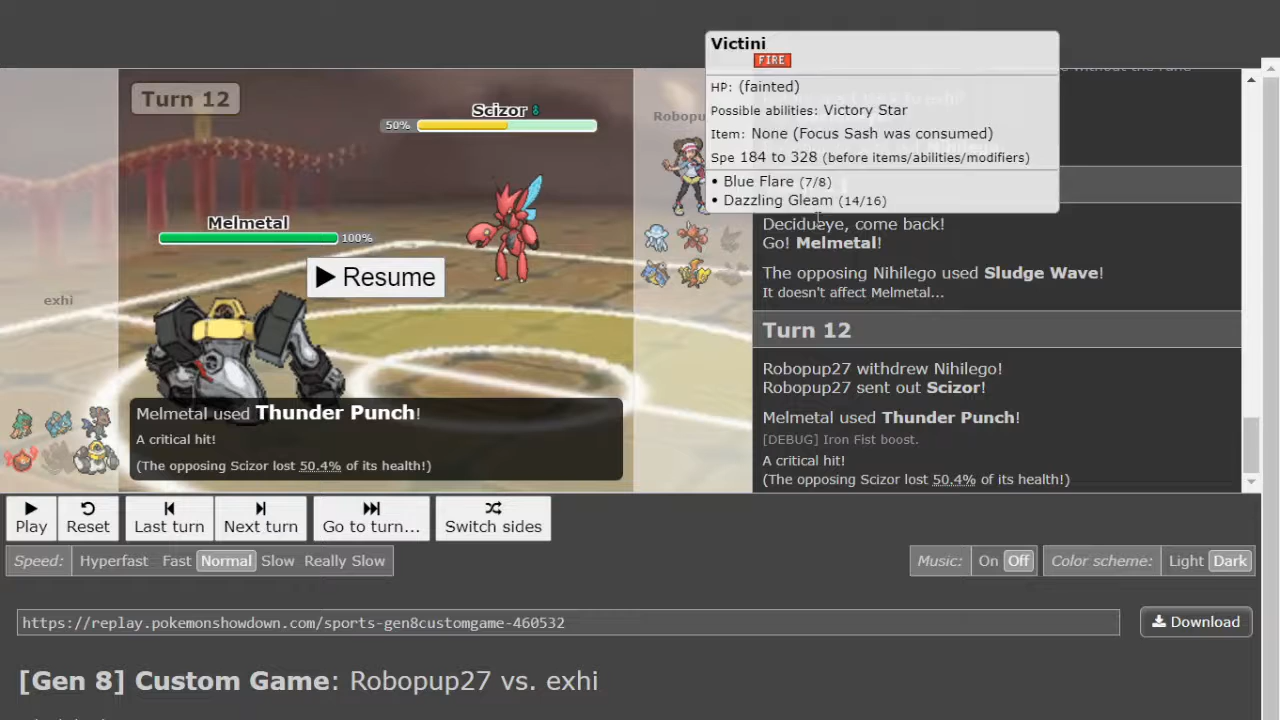 Victini
FIRE
HP: (fainted)
Possible abilities: Victory Star
Item: None (Focus Sash was consumed)
Spe 184 to 328 (before items/abilities/modifiers)
• Blue Flare (7/8)
• Dazzling Gleam (14/16)
Turn 12
Scizor
50%
Melmetal
100%
Resume
exhi
Robopu
Melmetal used Thunder Punch!
A critical hit!
(The opposing Scizor lost 50.4% of its health!)
Decidueye, come back!
Go! Melmetal!
The opposing Nihilego used Sludge Wave!
It doesn't affect Melmetal...
Turn 12
Robopup27 withdrew Nihilego!
Robopup27 sent out Scizor!
Melmetal used Thunder Punch!
[DEBUG] Iron Fist boost.
A critical hit!
(The opposing Scizor lost 50.4% of its health!)
Play Reset Last turn Next turn Go to turn... Switch sides
Speed: Hyperfast Fast Normal Slow Really Slow Music: On Off Color scheme: Light Dark
https://replay.pokemonshowdown.com/sports-gen8customgame-460532
Download
[Gen 8] Custom Game: Robopup27 vs. exhi